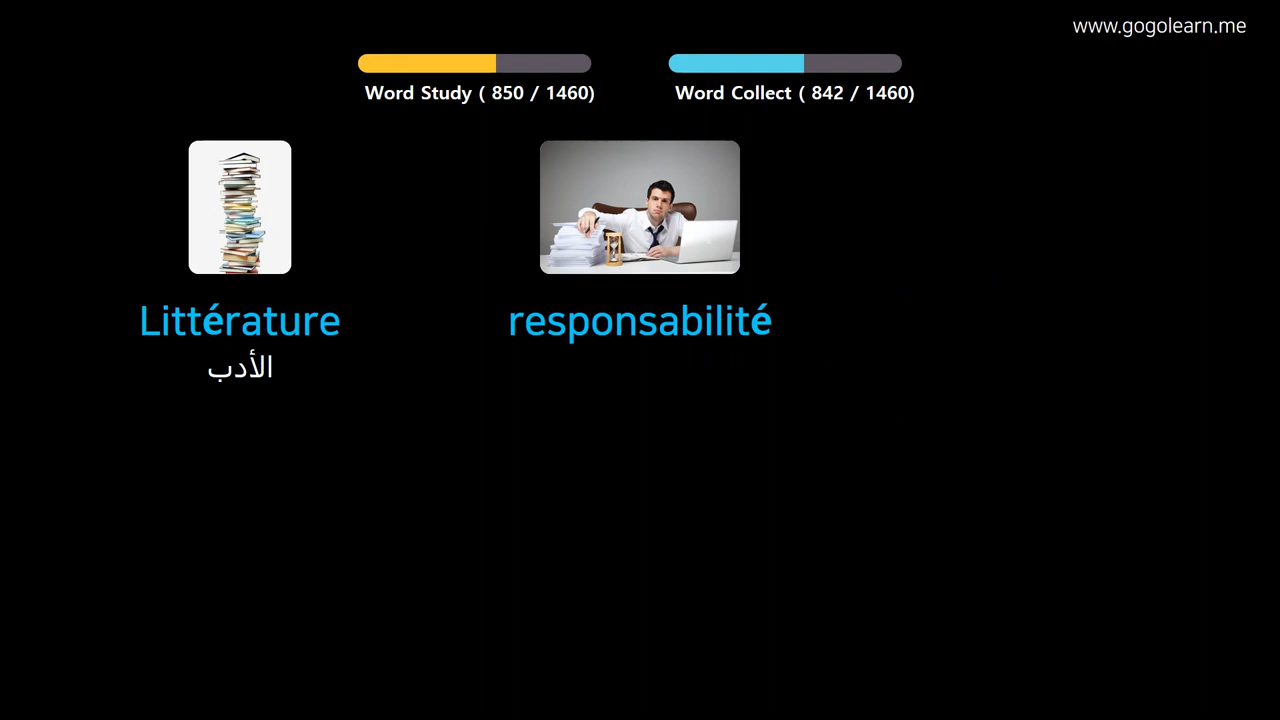 www.gogolearn.me
Word Study ( 850 / 1460)
Word Collect ( 842 / 1460)
Littérature
responsabilité
الأدب